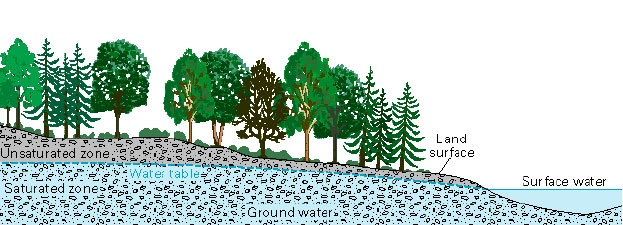 Land
surface
Unsaturated zone
Water table
Surface water
Saturated zone
Ground water